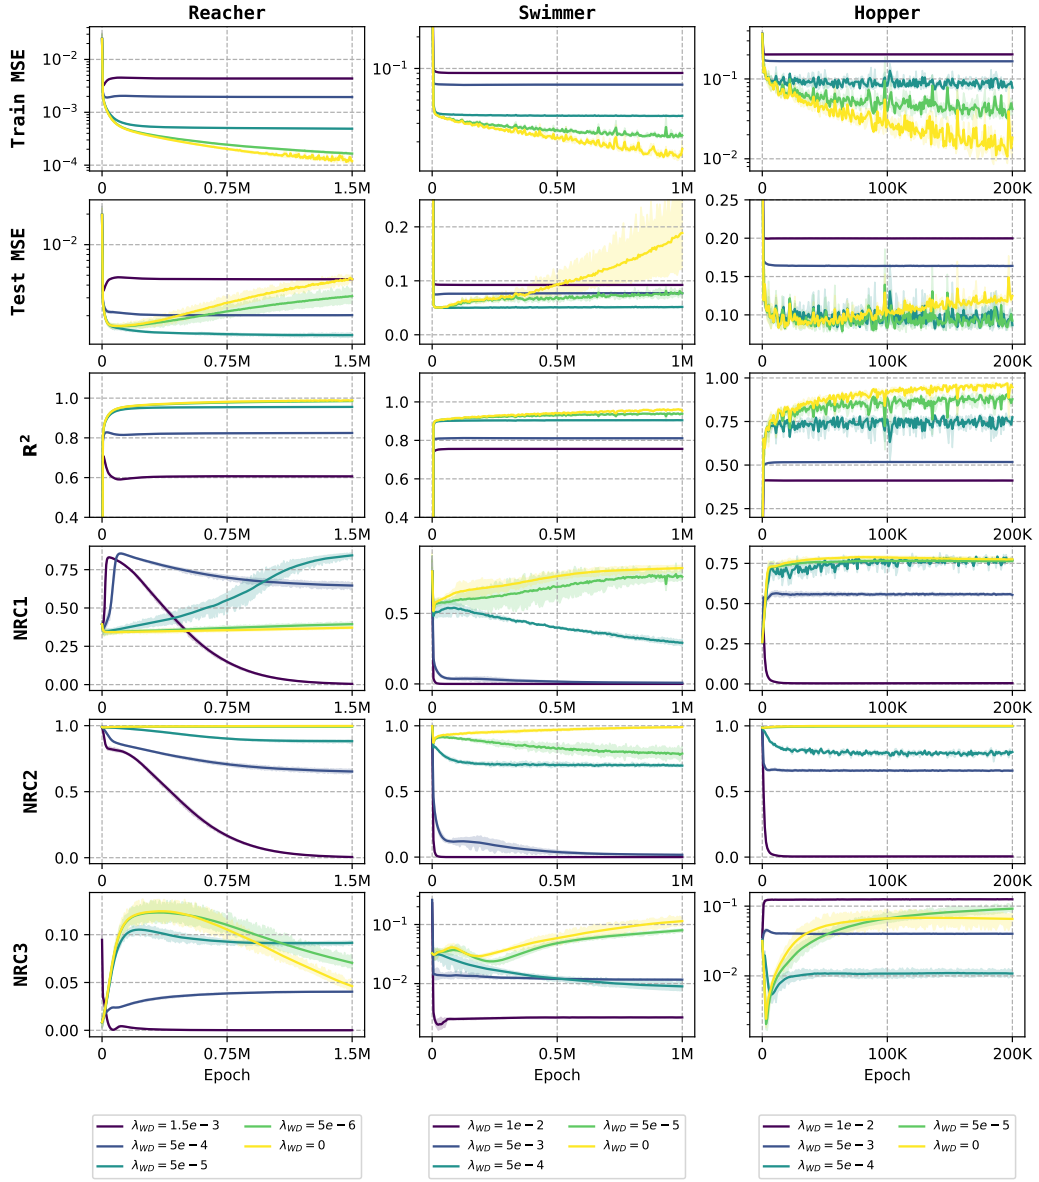 Reacher Swimmer Hopper
Train MSE
10⁻²
10⁻³
10⁻⁴
0 0.75M 1.5M
10⁻¹
0 0.5M 1M
10⁻¹
10⁻²
0 100K 200K
Test MSE
10⁻²
0 0.75M 1.5M
0.2
0.1
0.0
0 0.5M 1M
0.25
0.20
0.15
0.10
0 100K 200K
R²
1.0
0.8
0.6
0.4
0 0.75M 1.5M
1.0
0.8
0.6
0.4
0 0.5M 1M
1.00
0.75
0.50
0.25
0 100K 200K
NRC1
0.75
0.50
0.25
0.00
0 0.75M 1.5M
0.5
0.0
0 0.5M 1M
0.75
0.50
0.25
0.00
0 100K 200K
NRC2
1.0
0.5
0.0
0 0.75M 1.5M
1.0
0.5
0.0
0 0.5M 1M
1.0
0.5
0.0
0 100K 200K
NRC3
0.10
0.05
0.00
0 0.75M 1.5M
Epoch
10⁻¹
10⁻²
0 0.5M 1M
Epoch
10⁻¹
10⁻²
0 100K 200K
Epoch
λ_WD = 1.5e − 3
λ_WD = 5e − 4
λ_WD = 5e − 5
λ_WD = 5e − 6
λ_WD = 0
λ_WD = 1e − 2
λ_WD = 5e − 3
λ_WD = 5e − 4
λ_WD = 5e − 5
λ_WD = 0
λ_WD = 1e − 2
λ_WD = 5e − 3
λ_WD = 5e − 4
λ_WD = 5e − 5
λ_WD = 0